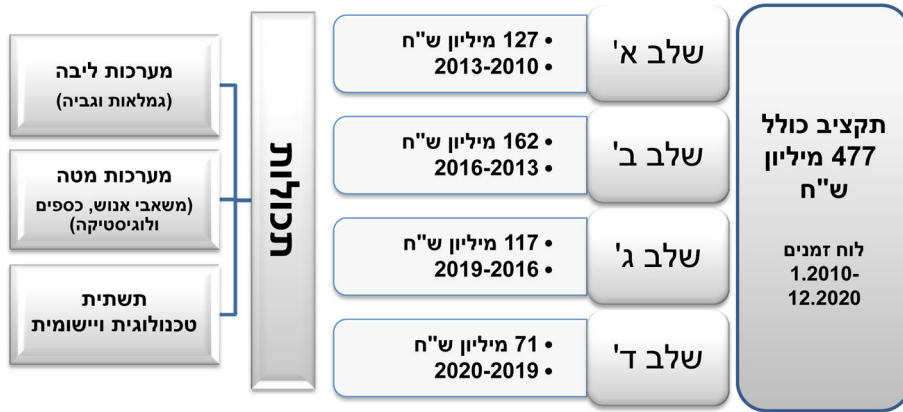 תקציב כולל
477 מיליון
ש"ח
לוח זמנים
1.2010-
12.2020
שלב א'
• 127 מיליון ש"ח
• 2013-2010
שלב ב'
• 162 מיליון ש"ח
• 2016-2013
שלב ג'
• 117 מיליון ש"ח
• 2019-2016
שלב ד'
• 71 מיליון ש"ח
• 2020-2019
תכולות
מערכות ליבה
(גמלאות וגביה)
מערכות מטה
(משאבי אנוש, כספים
ולוגיסטיקה)
תשתית
טכנולוגית ויישומית